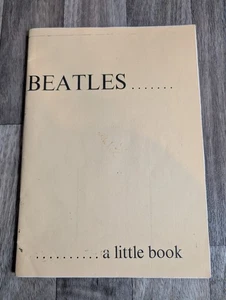 BEATLES .......
..........a little book